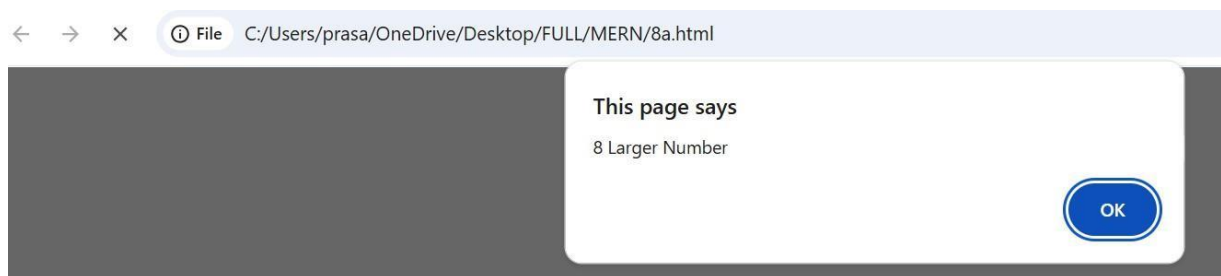 File C:/Users/prasa/OneDrive/Desktop/FULL/MERN/8a.html
This page says
8 Larger Number
OK